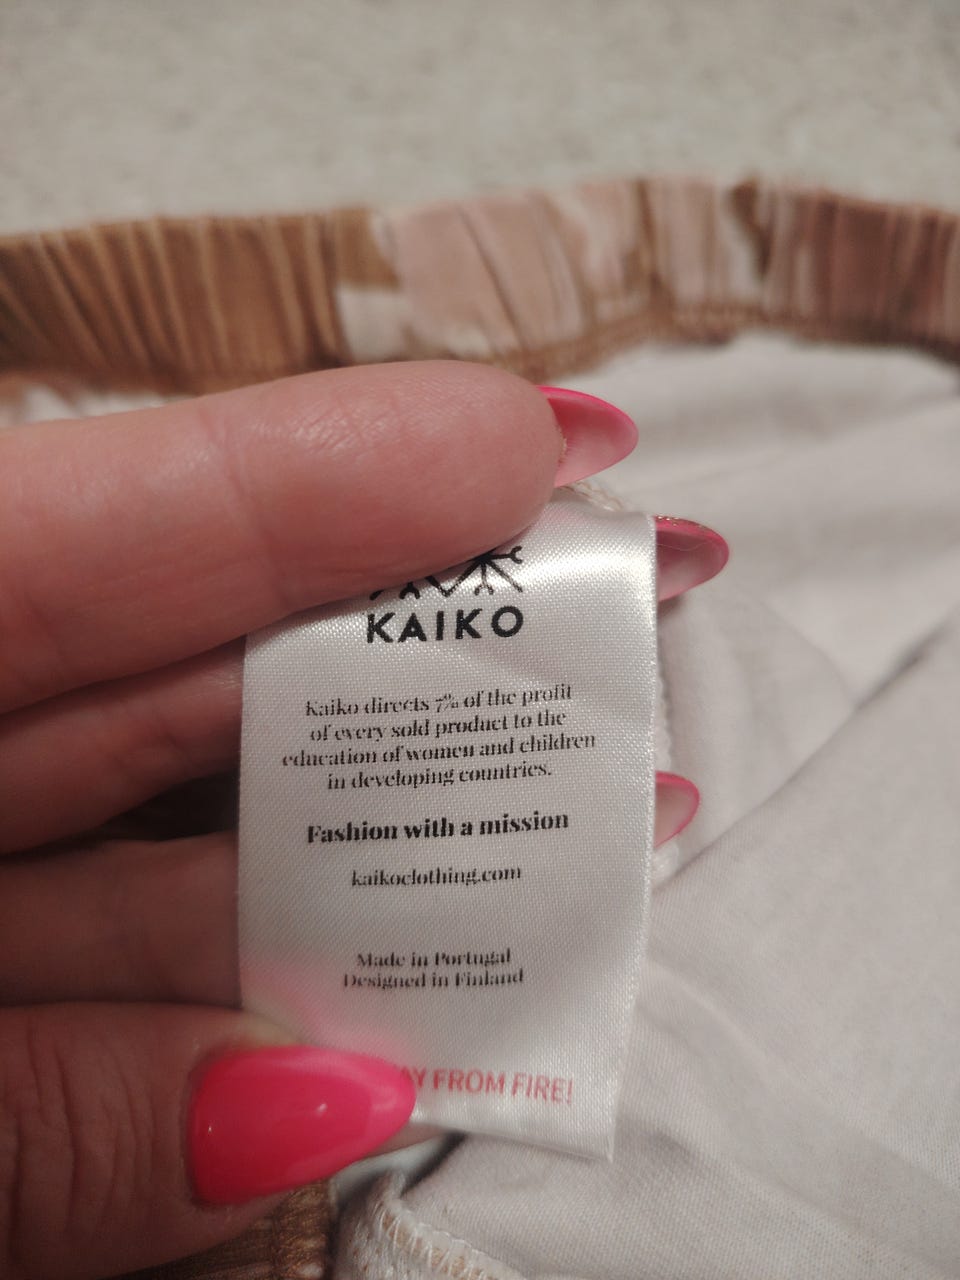 KAIKO
Kaiko directs 7% of the profit
of every sold product to the
education of women and children
in developing countries.
Fashion with a mission
kaikoclothing.com
Made in Portugal
Designed in Finland
FROM FIRE!